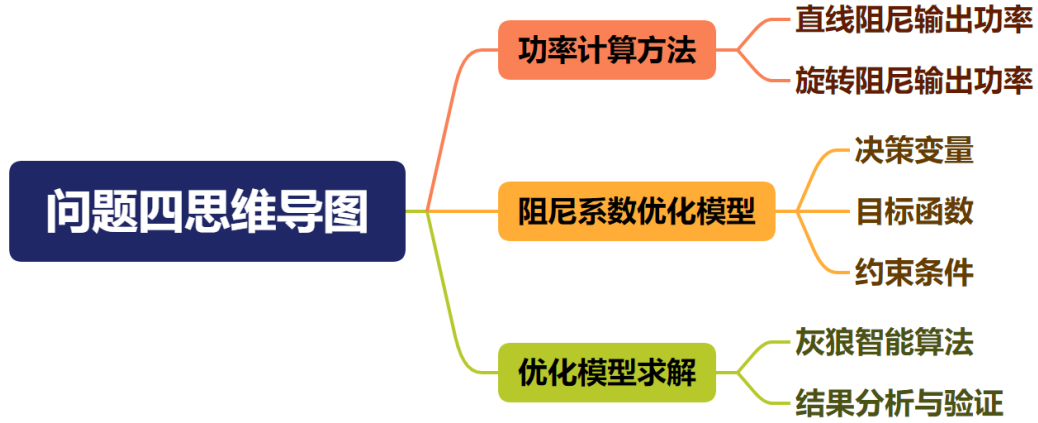 问题四思维导图
功率计算方法
直线阻尼输出功率
旋转阻尼输出功率
阻尼系数优化模型
决策变量
目标函数
约束条件
优化模型求解
灰狼智能算法
结果分析与验证